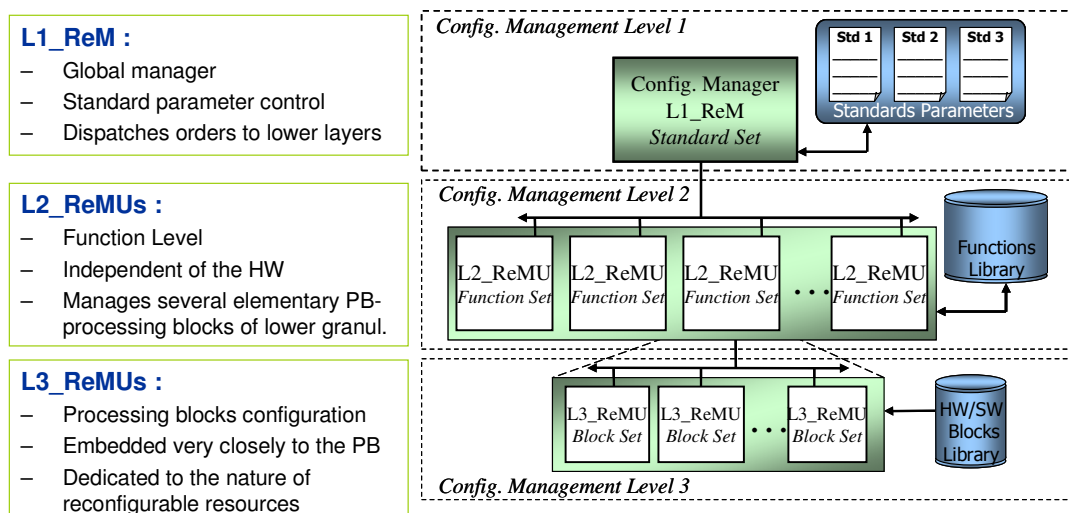 L1_ReM :
– Global manager
– Standard parameter control
– Dispatches orders to lower layers
L2_ReMUs :
– Function Level
– Independent of the HW
– Manages several elementary PB-
processing blocks of lower granul.
L3_ReMUs :
– Processing blocks configuration
– Embedded very closely to the PB
– Dedicated to the nature of
reconfigurable resources
Config. Management Level 1
Config. Manager
L1_ReM
Standard Set
Std 1 Std 2 Std 3
Standards Parameters
Config. Management Level 2
L2_ReMU L2_ReMU L2_ReMU ... L2_ReMU
Function Set Function Set Function Set Function Set
Functions
Library
L3_ReMU L3_ReMU ... L3_ReMU
Block Set Block Set Block Set
HW/SW
Blocks
Library
Config. Management Level 3